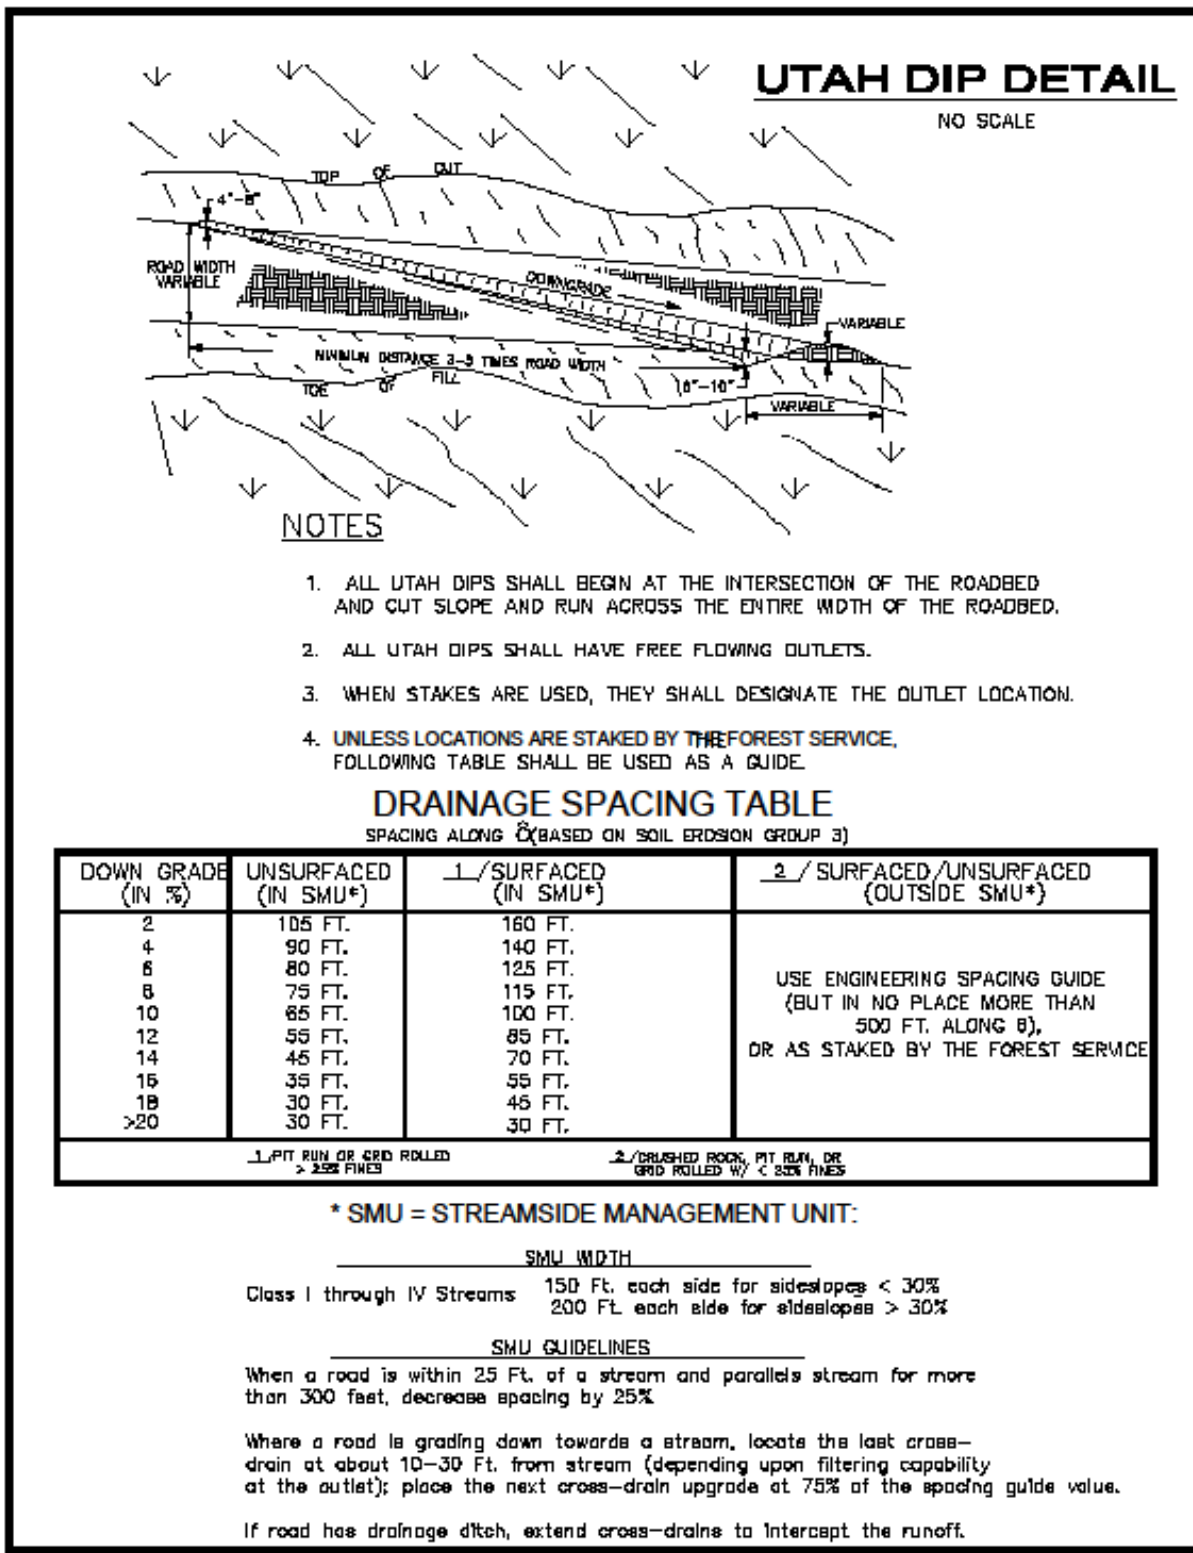 UTAH DIP DETAIL
NO SCALE
TOP OF CUT
ROAD WIDTH
VARIABLE
DOWNGRADE
VARIABLE
MINIMUN DISTANCE TIMES ROAD WIDTH
TOE OF FILL
VARIABLE
NOTES
1. ALL UTAH DIPS SHALL BEGIN AT THE INTERSECTION OF THE ROADBED
AND CUT SLOPE AND RUN ACROSS THE ENTIRE WIDTH OF THE ROADBED.
2. ALL UTAH DIPS SHALL HAVE FREE FLOWING OUTLETS.
3. WHEN STAKES ARE USED, THEY SHALL DESIGNATE THE OUTLET LOCATION.
4. UNLESS LOCATIONS ARE STAKED BY THE FOREST SERVICE,
FOLLOWING TABLE SHALL BE USED AS A GUIDE.
DRAINAGE SPACING TABLE
SPACING ALONG (BASED ON SOIL EROSION GROUP 3)
DOWN GRADE UNSURFACED 1/SURFACED 2/ SURFACED/UNSURFACED
(IN %) (IN SMU*) (IN SMU*) (OUTSIDE SMU*)
2 105 FT. 160 FT.
4 90 FT. 140 FT.
6 80 FT. 125 FT.
8 75 FT. 115 FT.
10 65 FT. 100 FT.
12 55 FT. 85 FT.
14 45 FT. 70 FT.
16 35 FT. 55 FT.
18 30 FT. 45 FT.
>20 30 FT. 30 FT.
USE ENGINEERING SPACING GUIDE
(BUT IN NO PLACE MORE THAN
500 FT. ALONG ),
OR AS STAKED BY THE FOREST SERVICE
1/PIT RUN OR GRID ROLLED
> 25% FINES
2/CRUSHED ROCK, PIT RUN, OR
GRID ROLLED W/ < 25% FINES
* SMU = STREAMSIDE MANAGEMENT UNIT:
SMU WIDTH
Class I through IV Streams 150 Ft. each side for sideslopes < 30%
200 Ft. each side for sideslopes > 30%
SMU GUIDELINES
When a road is within 25 Ft. of a stream and parallels stream for more
than 300 feet, decrease spacing by 25%
Where a road is grading down towards a stream, locate the last cross-
drain at about 10-30 Ft. from stream (depending upon filtering capability
at the outlet); place the next cross-drain upgrade at 75% of the spacing guide value.
If road has drainage ditch, extend cross-drains to intercept the runoff.